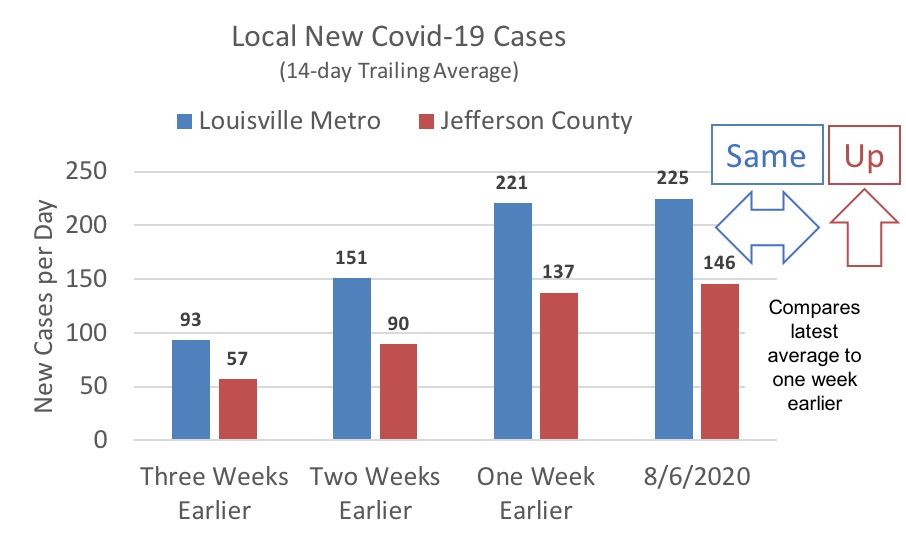 Local New Covid-19 Cases
(14-day Trailing Average)
Louisville Metro
Jefferson County
Same
Up
New Cases per Day
250
200
150
100
50
0
93
57
151
90
221
137
225
146
Compares
latest
average to
one week
earlier
Three Weeks
Earlier
Two Weeks
Earlier
One Week
Earlier
8/6/2020